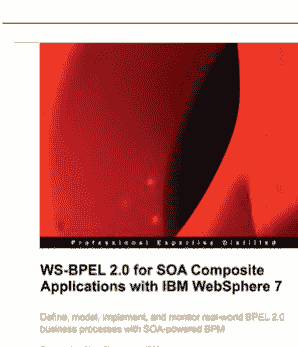 Professional Expertise Distilled
WS-BPEL 2.0 for SOA Composite
Applications with IBM WebSphere 7
Define, model, implement, and monitor real-world BPEL 2.0
business processes with SOA-powered BPM